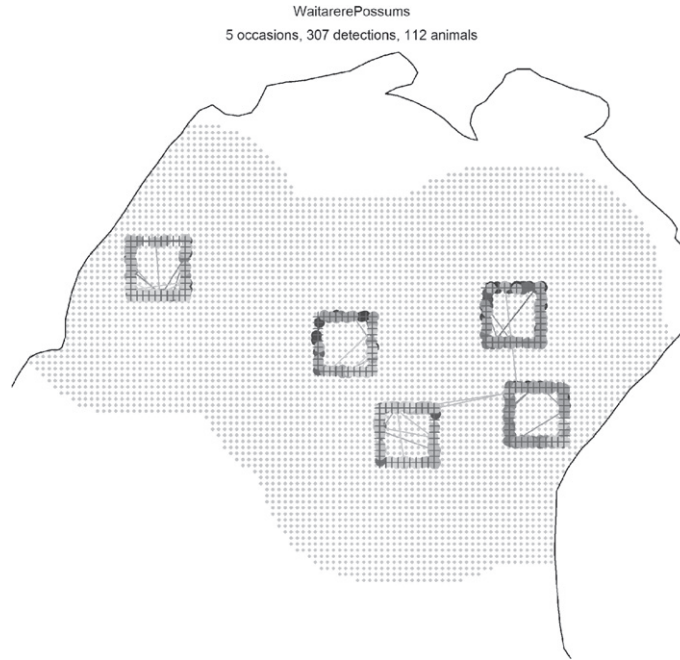 WaitarerePossums
5 occasions, 307 detections, 112 animals